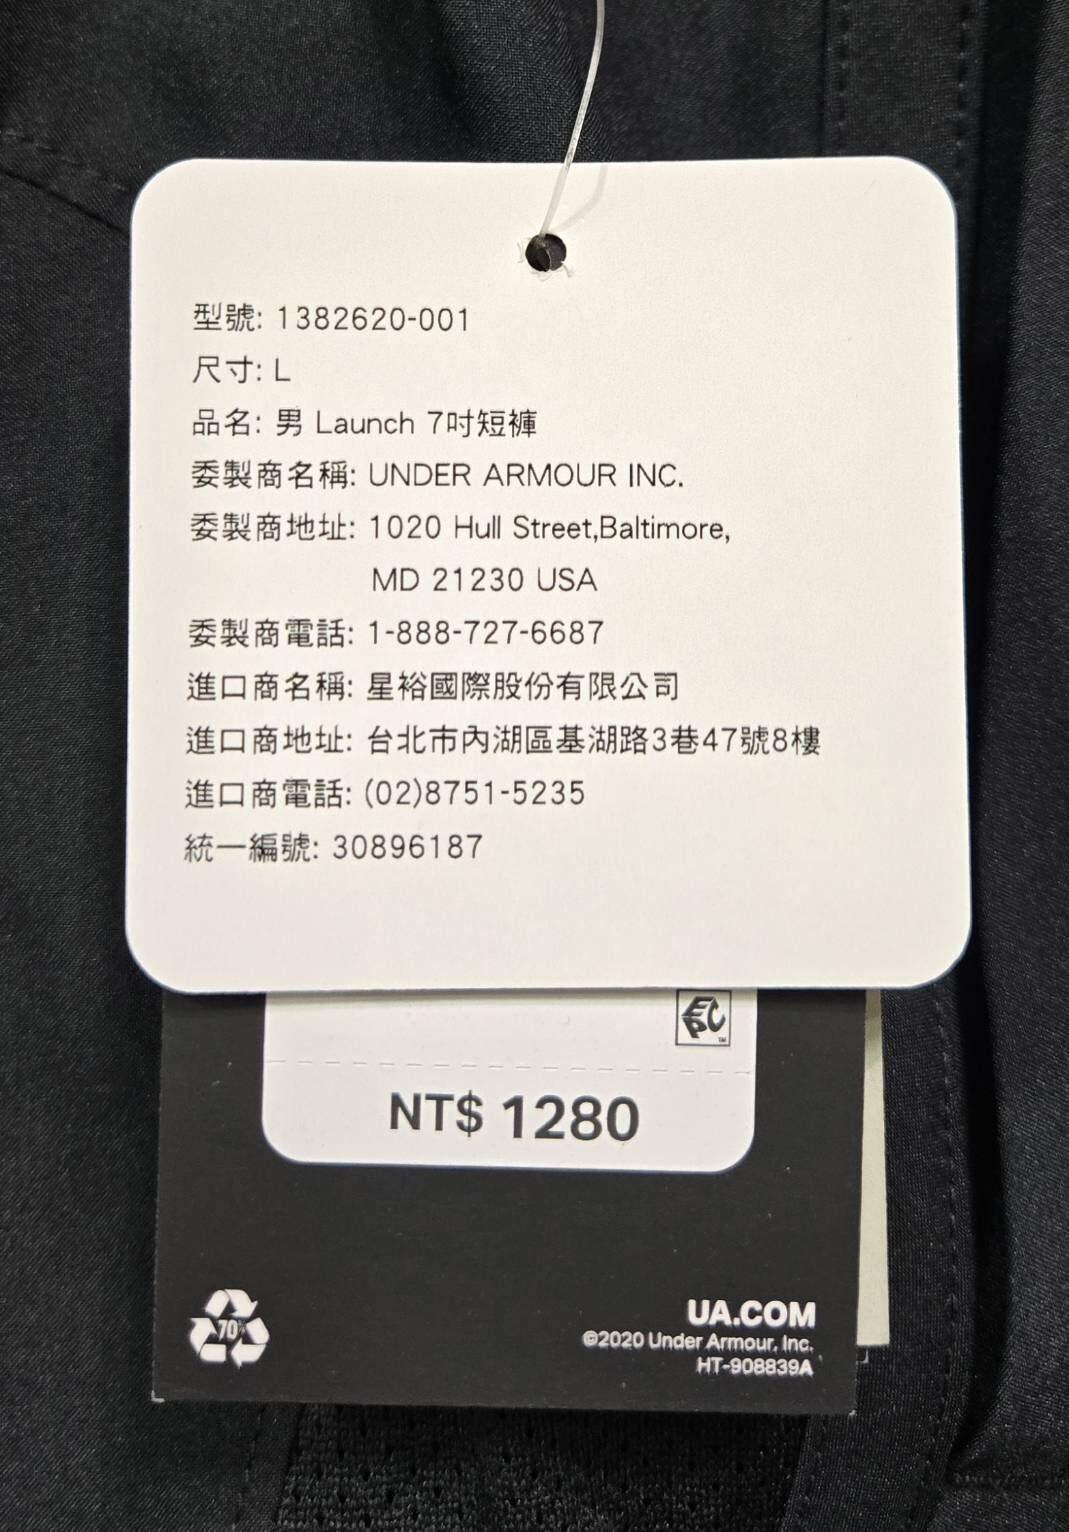 型號: 1382620-001
尺寸: L
品名: 男 Launch 7吋短褲
委製商名稱: UNDER ARMOUR INC.
委製商地址: 1020 Hull Street,Baltimore,
MD 21230 USA
委製商電話: 1-888-727-6687
進口商名稱: 星裕國際股份有限公司
進口商地址: 台北市內湖區基湖路3巷47號8樓
進口商電話: (02)8751-5235
統一編號: 30896187
EPC™
NT$ 1280
70%
UA.COM
©2020 Under Armour, Inc.
HT-908839A